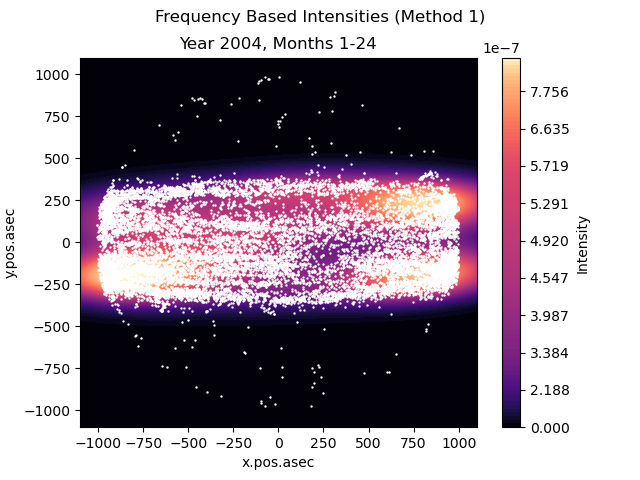 Frequency Based Intensities (Method 1)
Year 2004, Months 1-24
1e−7
1000
750
500
250
0
−250
−500
−750
−1000
y.pos.asec
−1000 −750 −500 −250 0 250 500 750 1000
x.pos.asec
7.756
6.635
5.719
5.291
4.920
4.547
3.987
3.384
2.188
0.000
Intensity